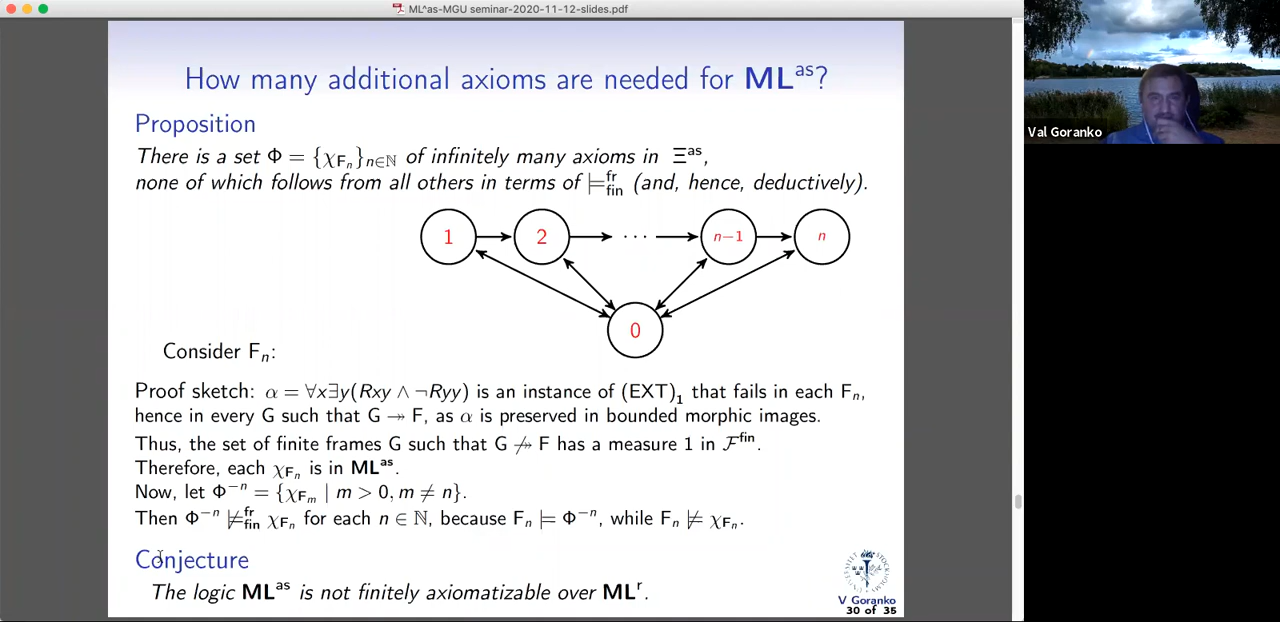 ML^as-MGU seminar-2020-11-12-slides.pdf
How many additional axioms are needed for ML^as?
Proposition
There is a set Φ = {χ_{F_n}}_{n∈ℕ} of infinitely many axioms in Ξ^as,
none of which follows from all others in terms of ⊨^fr_fin (and, hence, deductively).
1 2 ··· n−1 n
0
Consider F_n:
Proof sketch: α = ∀x∃y(Rxy ∧ ¬Ryy) is an instance of (EXT)_1 that fails in each F_n,
hence in every G such that G ↠ F, as α is preserved in bounded morphic images.
Thus, the set of finite frames G such that G ↠̸ F has a measure 1 in ℱ^fin.
Therefore, each χ_{F_n} is in ML^as.
Now, let Φ^{−n} = {χ_{F_m} | m > 0, m ≠ n}.
Then Φ^{−n} ⊭^fr_fin χ_{F_n} for each n ∈ ℕ, because F_n ⊨ Φ^{−n}, while F_n ⊭ χ_{F_n}.
Conjecture
The logic ML^as is not finitely axiomatizable over ML^r.
V Goranko
30 of 35
Val Goranko